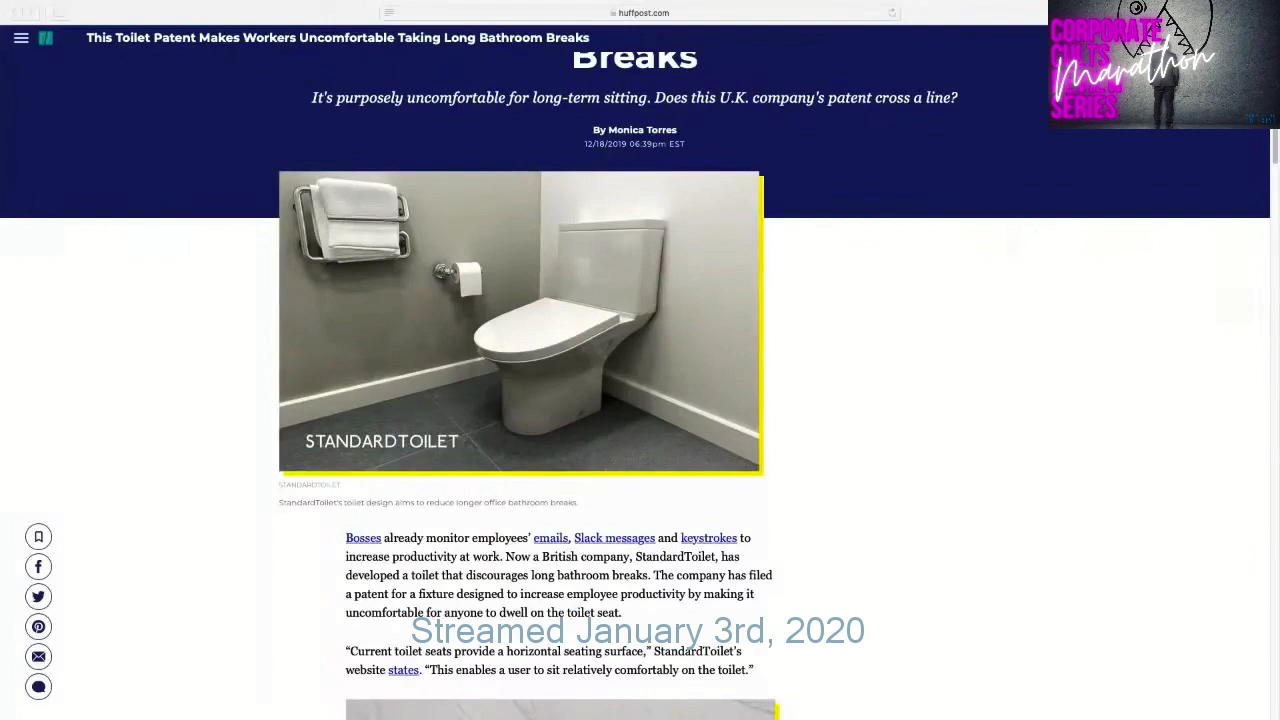 huffpost.com
This Toilet Patent Makes Workers Uncomfortable Taking Long Bathroom Breaks
Breaks
It's purposely uncomfortable for long-term sitting. Does this U.K. company's patent cross a line?
By Monica Torres
12/18/2019 06:39pm EST
CORPORATE
CULTS
Marathon
SERIES
STANDARDTOILET
STANDARDTOILET
StandardToilet's toilet design aims to reduce longer office bathroom breaks.
Bosses already monitor employees’ emails, Slack messages and keystrokes to
increase productivity at work. Now a British company, StandardToilet, has
developed a toilet that discourages long bathroom breaks. The company has filed
a patent for a fixture designed to increase employee productivity by making it
uncomfortable for anyone to dwell on the toilet seat.
Streamed January 3rd, 2020
“Current toilet seats provide a horizontal seating surface,” StandardToilet’s
website states. “This enables a user to sit relatively comfortably on the toilet.”